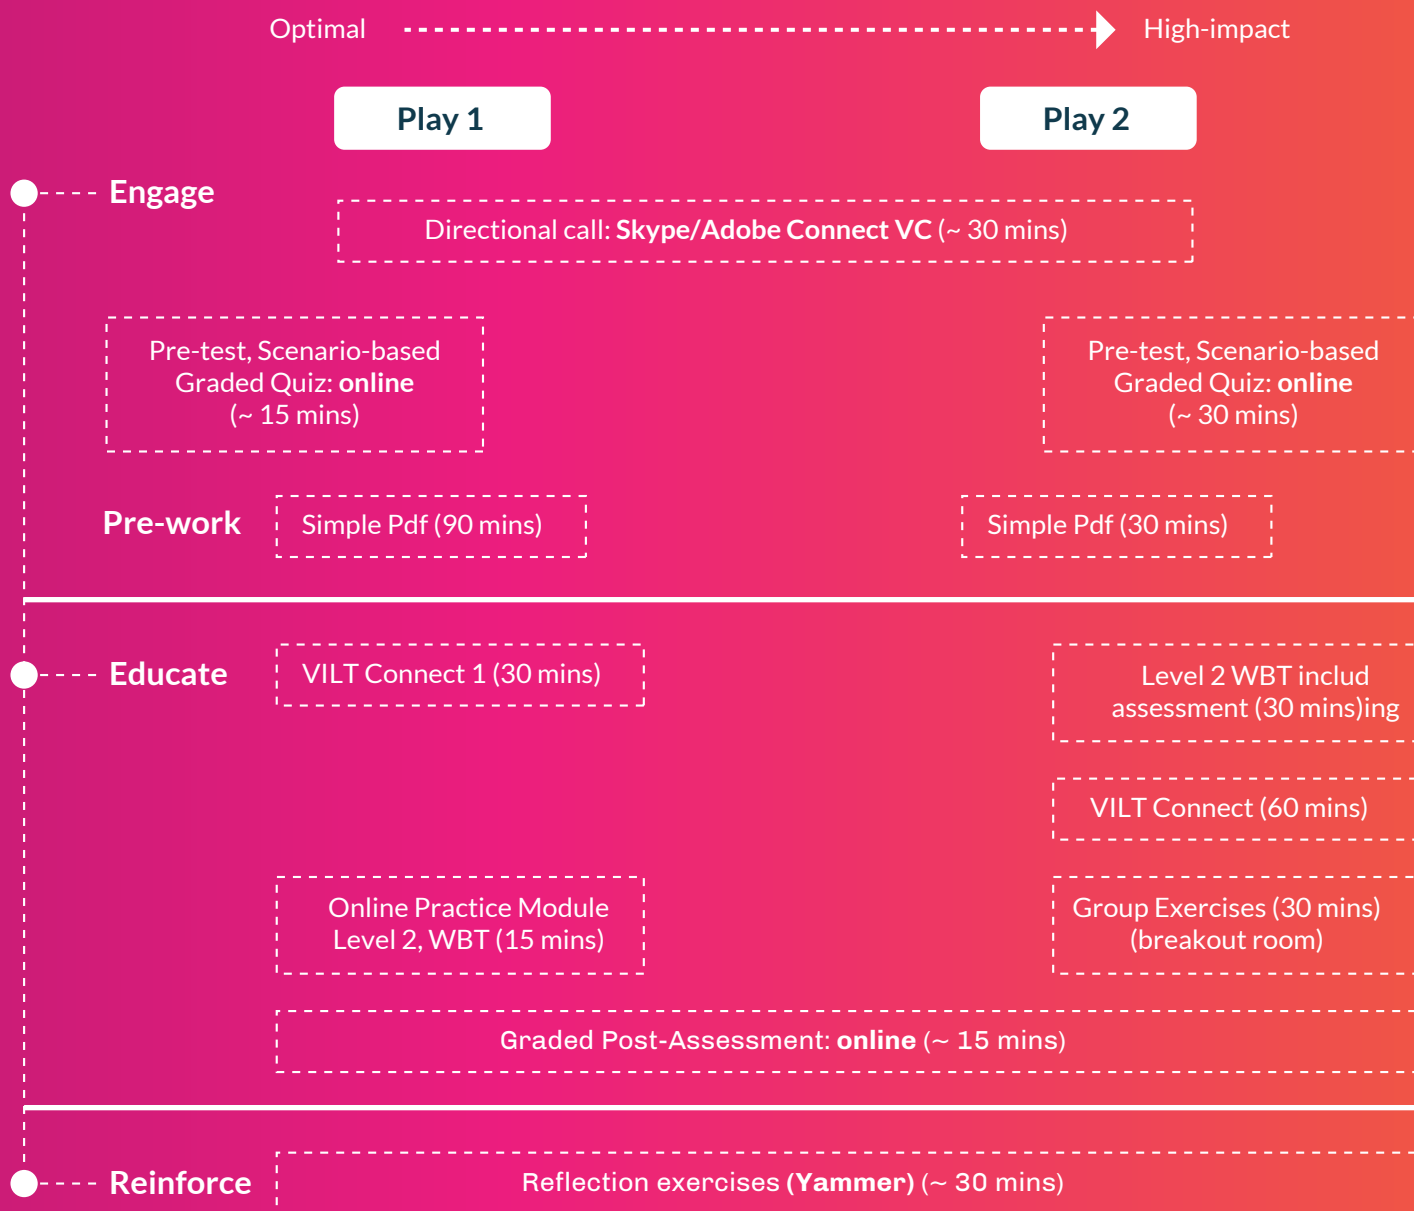 Optimal
High-impact
Play 1
Play 2
Engage
Directional call: Skype/Adobe Connect VC (~ 30 mins)
Pre-test, Scenario-based
Graded Quiz: online
(~ 15 mins)
Pre-test, Scenario-based
Graded Quiz: online
(~ 30 mins)
Pre-work
Simple Pdf (90 mins)
Simple Pdf (30 mins)
Educate
VILT Connect 1 (30 mins)
Level 2 WBT includ
assessment (30 mins)ing
VILT Connect (60 mins)
Online Practice Module
Level 2, WBT (15 mins)
Group Exercises (30 mins)
(breakout room)
Graded Post-Assessment: online (~ 15 mins)
Reinforce
Reflection exercises (Yammer) (~ 30 mins)